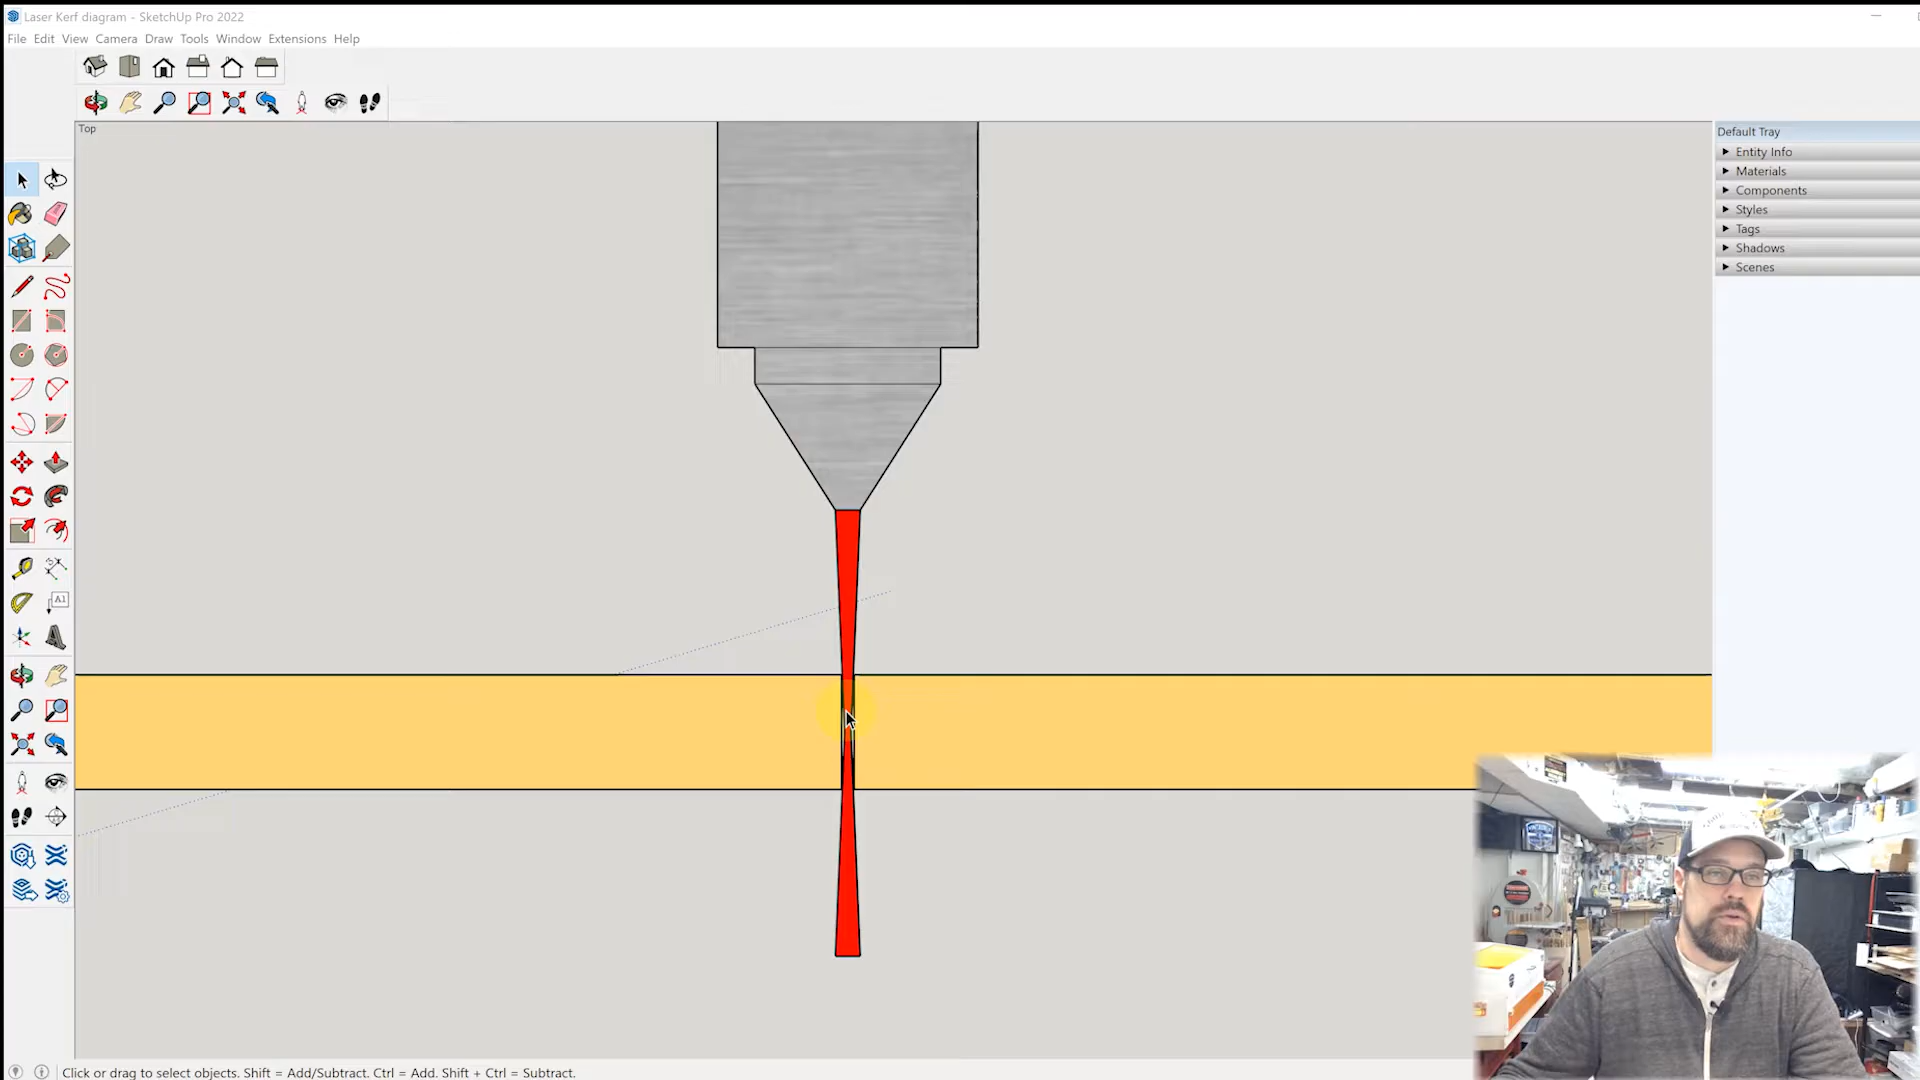 Laser Kerf diagram - SketchUp Pro 2022
File Edit View Camera Draw Tools Window Extensions Help
Top
Default Tray
Entity Info
Materials
Components
Styles
Tags
Shadows
Scenes
A1
Click or drag to select objects. Shift = Add/Subtract. Ctrl = Add. Shift + Ctrl = Subtract.